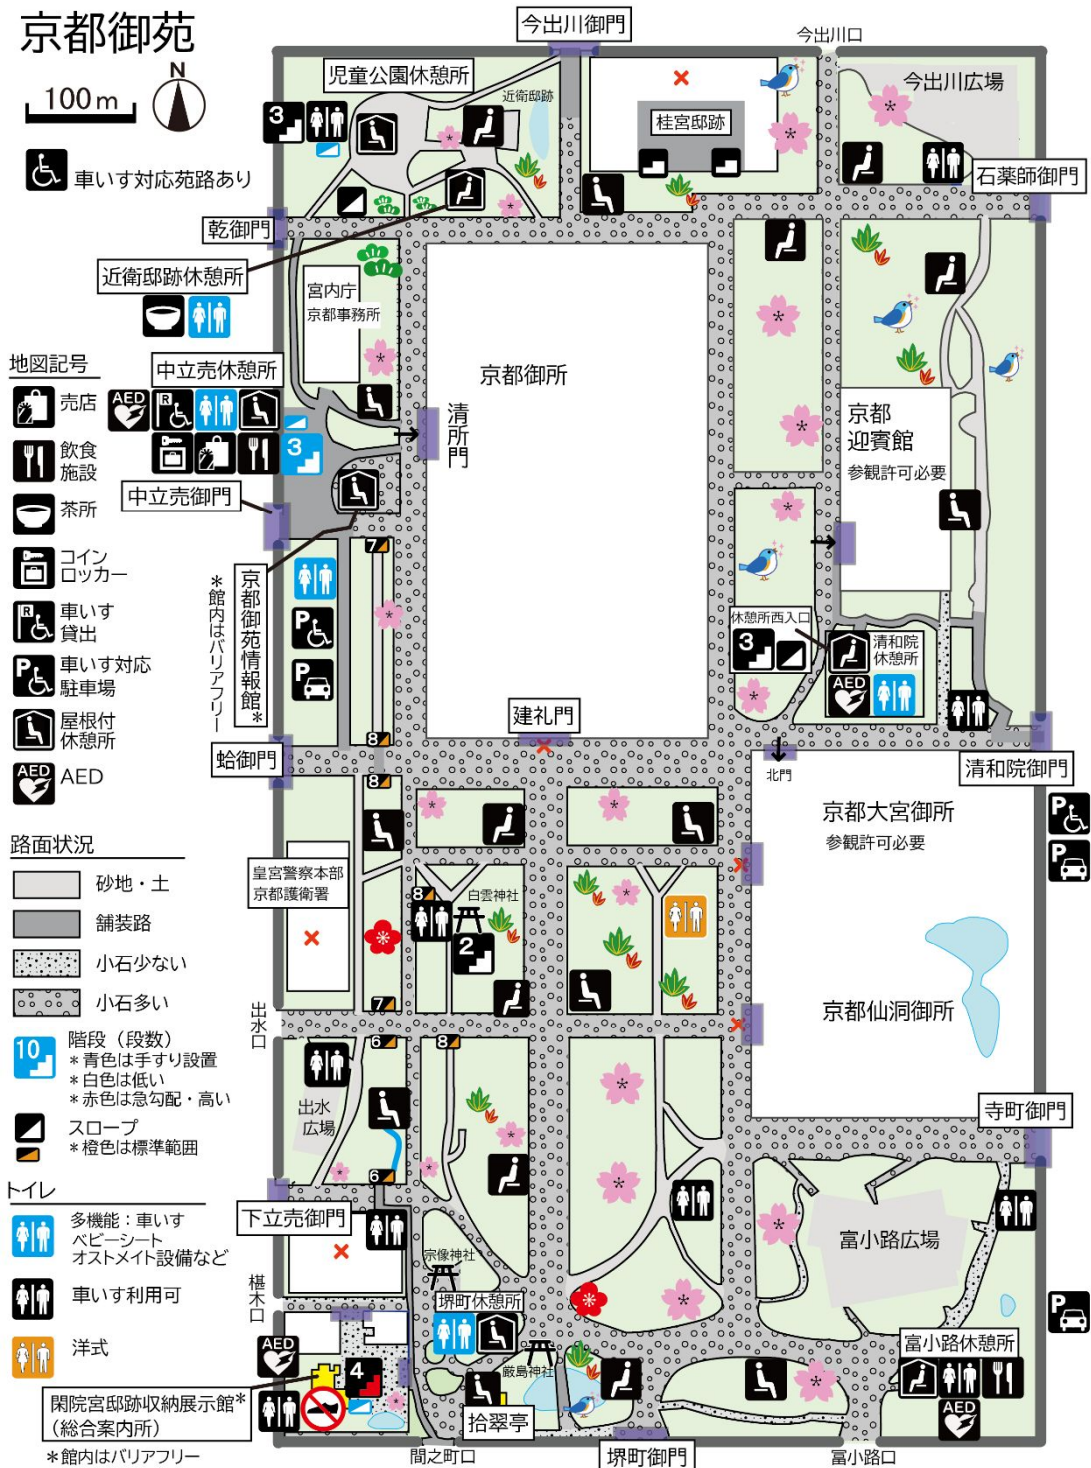 京都御苑
N
100m
車いす対応苑路あり
今出川御門
今出川口
児童公園休憩所
近衛邸跡
今出川広場
桂宮邸跡
3
石薬師御門
乾御門
近衛邸跡休憩所
宮内庁
京都事務所
地図記号
売店
飲食
施設
茶所
コイン
ロッカー
車いす
貸出
車いす対応
駐車場
屋根付
休憩所
AED
AED
中立売休憩所
AED
R
3
中立売御門
京都御所
清所門
京都
迎賓館
参観許可必要
7
京都御苑情報館*
*館内はバリアフリー
P
P
8
休憩所西入口
3
清和院
休憩所
AED
建礼門
蛤御門
北門
清和院御門
P
P
8
京都大宮御所
参観許可必要
皇宮警察本部
京都護衛署
8
白雲神社
2
京都仙洞御所
路面状況
砂地・土
舗装路
小石少ない
小石多い
10
階段（段数）
*青色は手すり設置
*白色は低い
*赤色は急勾配・高い
スロープ
*橙色は標準範囲
7
出水口
6
8
出水
広場
6
寺町御門
トイレ
多機能：車いす
ベビーシート
オストメイト設備など
車いす利用可
洋式
下立売御門
宗像神社
富小路広場
椹木口
堺町休憩所
P
AED
4
厳島神社
富小路休憩所
AED
閑院宮邸跡収納展示館*
(総合案内所)
*館内はバリアフリー
拾翠亭
間之町口
堺町御門
富小路口